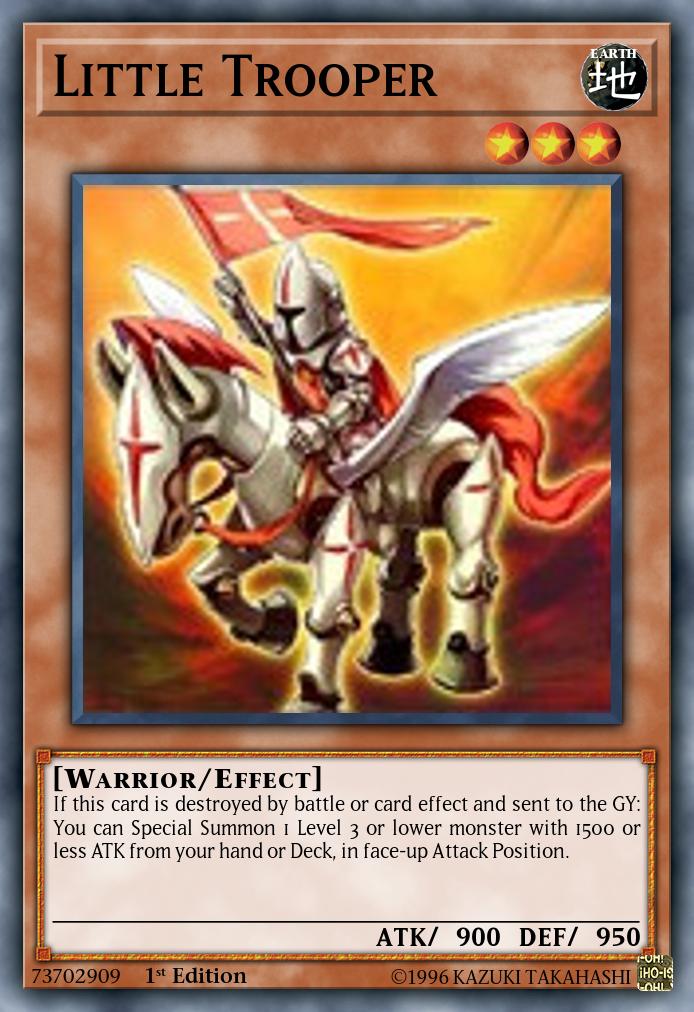 LITTLE TROOPER
EARTH
地
[WARRIOR/EFFECT]
If this card is destroyed by battle or card effect and sent to the GY:
You can Special Summon 1 Level 3 or lower monster with 1500 or
less ATK from your hand or Deck, in face-up Attack Position.
ATK/ 900 DEF/ 950
73702909 1st Edition ©1996 KAZUKI TAKAHASHI